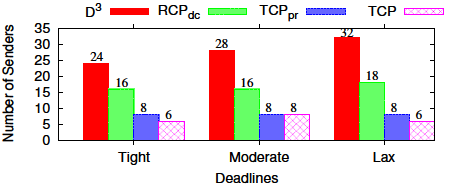 D³ RCPdc TCPpr TCP
Number of Senders
35
30
25
20
15
10
5
0
24 16 8 6
28 16 8 8
32 18 8 6
Tight Moderate Lax
Deadlines